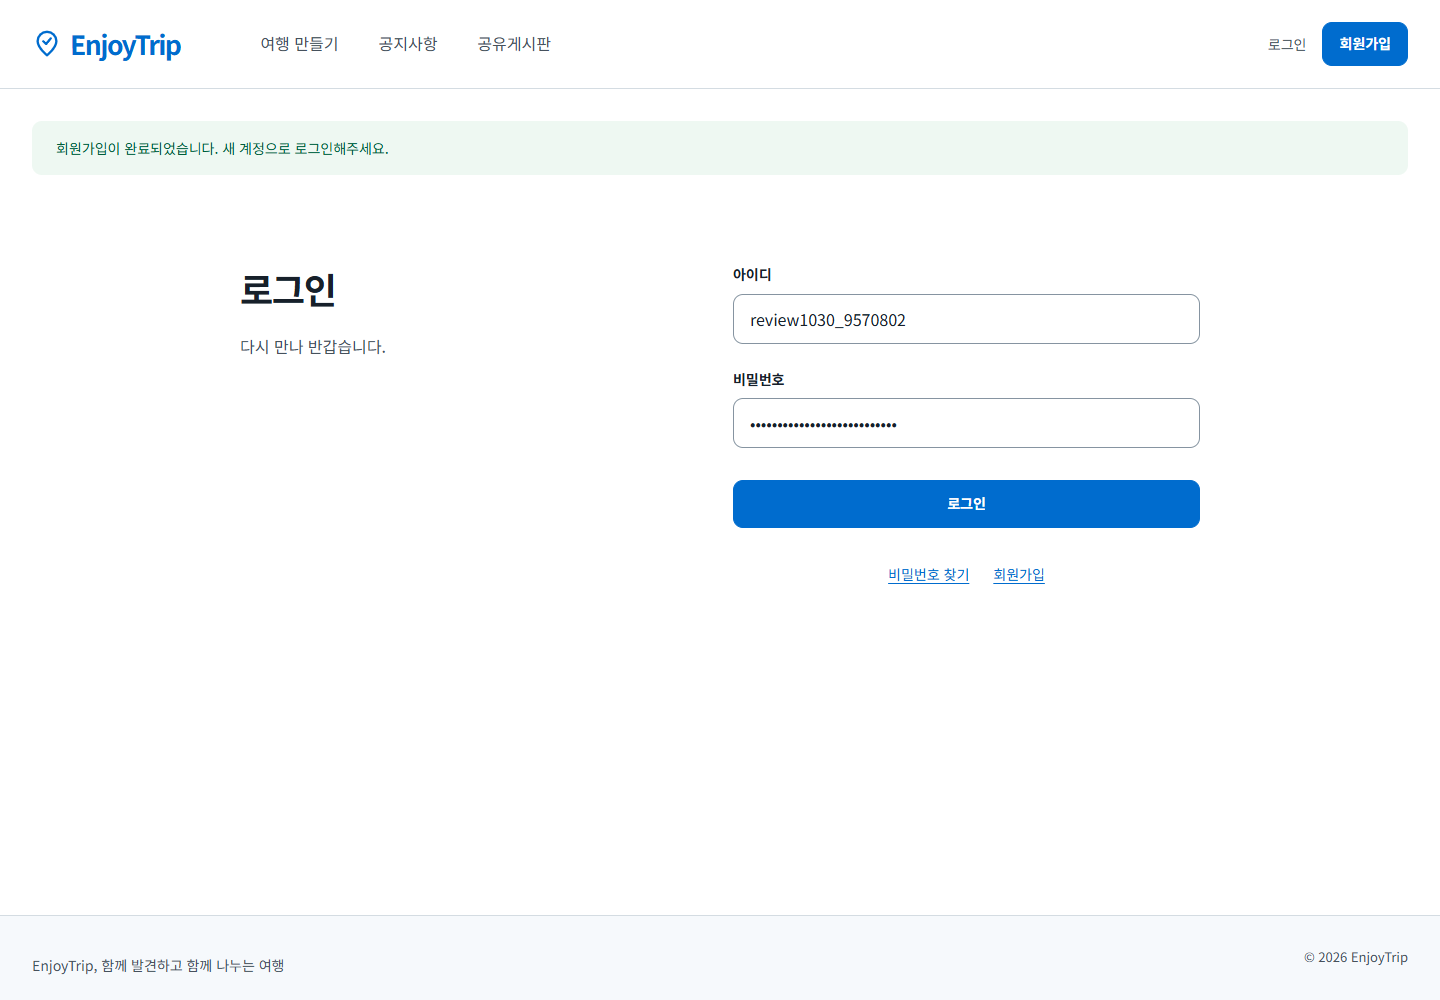 EnjoyTrip
여행 만들기
공지사항
공유게시판
로그인
회원가입
회원가입이 완료되었습니다. 새 계정으로 로그인해주세요.
로그인
다시 만나 반갑습니다.
아이디
review1030_9570802
비밀번호
•••••••••••••••••••••••••••
로그인
비밀번호 찾기
회원가입
EnjoyTrip, 함께 발견하고 함께 나누는 여행
© 2026 EnjoyTrip